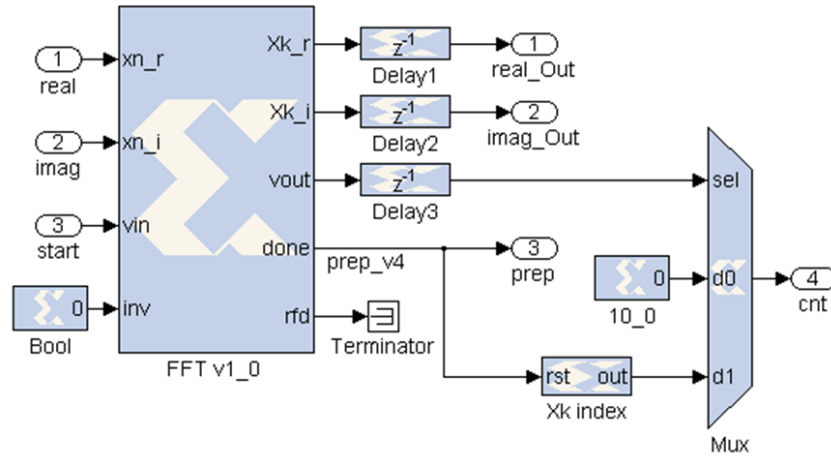 1
real
2
imag
3
start
0
Bool
xn_r
xn_i
vin
inv
Xk_r
Xk_i
vout
done
rfd
FFT v1_0
z-1
Delay1
z-1
Delay2
z-1
Delay3
1
real_Out
2
imag_Out
prep_v4
3
prep
Terminator
0
10_0
rst out
Xk index
sel
d0
d1
Mux
4
cnt